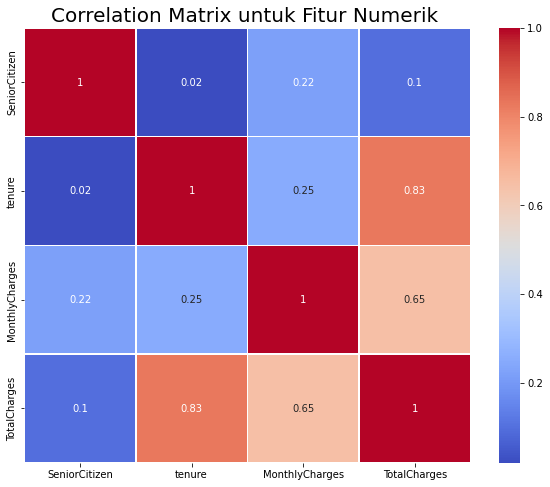 Correlation Matrix untuk Fitur Numerik
SeniorCitizen
1
0.02
0.22
0.1
tenure
0.02
1
0.25
0.83
MonthlyCharges
0.22
0.25
1
0.65
TotalCharges
0.1
0.83
0.65
1
SeniorCitizen
tenure
MonthlyCharges
TotalCharges
1.0
0.8
0.6
0.4
0.2